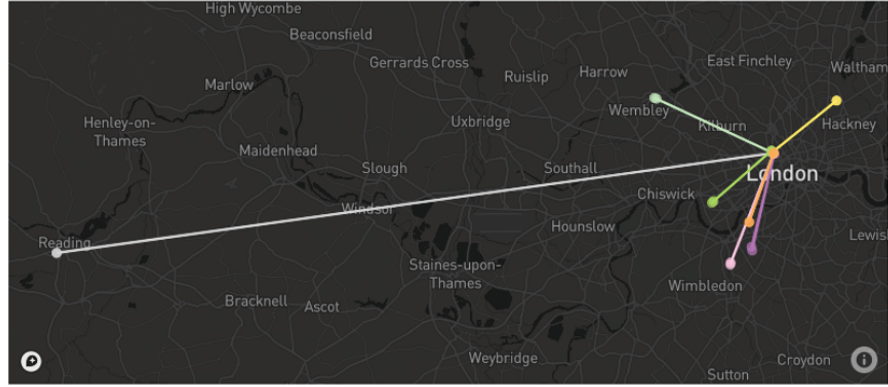 High Wycombe
Beaconsfield
East Finchley
Gerrards Cross
Waltham
Harrow
Ruislip
Marlow
Wembley
Henley-on-
Thames
Uxbridge
Kilburn
Hackney
Maidenhead
Slough
Southall
London
Chiswick
Windsor
Hounslow
Lewis
Reading
Staines-upon-
Thames
Wimbledon
Bracknell
Ascot
Weybridge
Croydon
Sutton